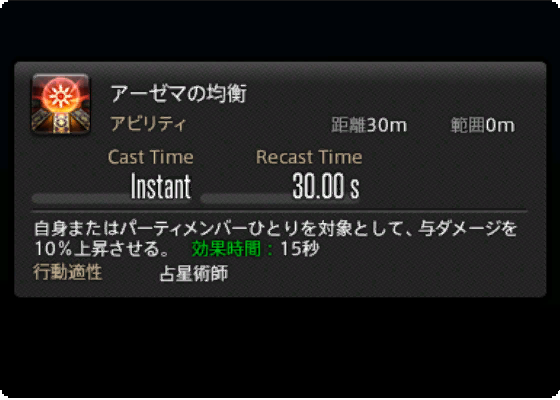 アーゼマの均衡
アビリティ 距離30m 範囲0m
Cast Time Recast Time
Instant 30.00 s
自身またはパーティメンバーひとりを対象として、与ダメージを
10%上昇させる。 効果時間：15秒
行動適性 占星術師